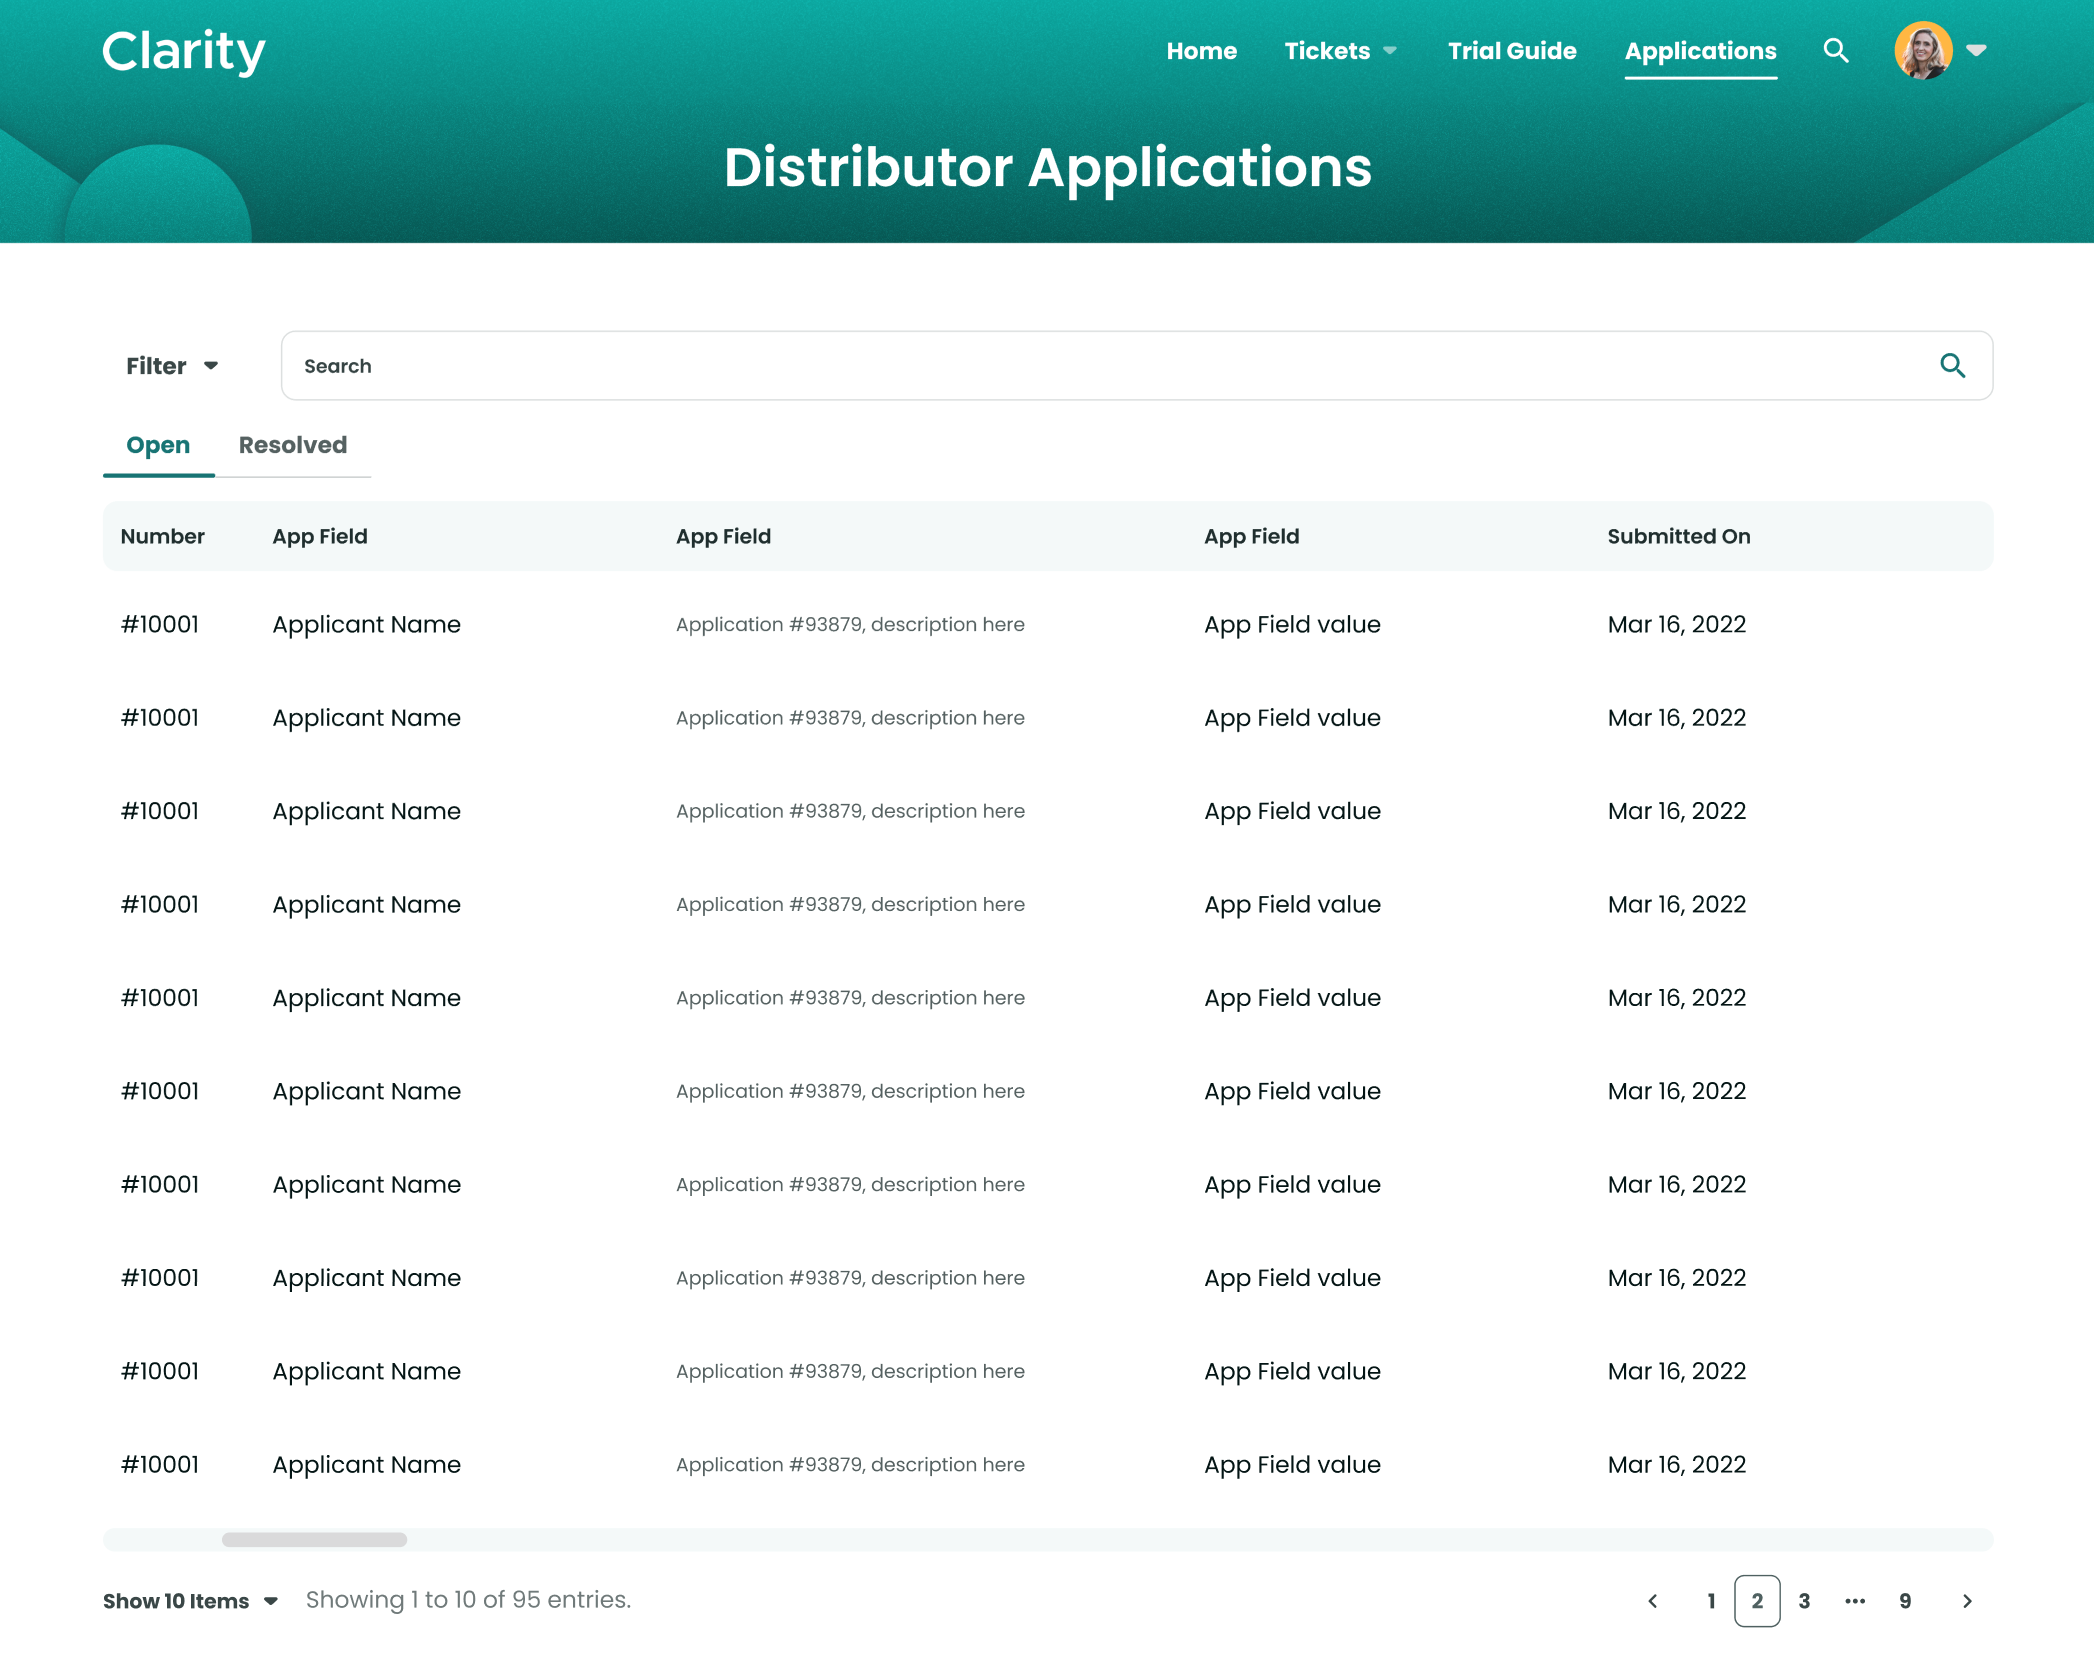 Clarity
Home Tickets Trial Guide Applications
Distributor Applications
Filter Search
Open Resolved
Number App Field App Field App Field Submitted On
#10001 Applicant Name Application #93879, description here App Field value Mar 16, 2022
#10001 Applicant Name Application #93879, description here App Field value Mar 16, 2022
#10001 Applicant Name Application #93879, description here App Field value Mar 16, 2022
#10001 Applicant Name Application #93879, description here App Field value Mar 16, 2022
#10001 Applicant Name Application #93879, description here App Field value Mar 16, 2022
#10001 Applicant Name Application #93879, description here App Field value Mar 16, 2022
#10001 Applicant Name Application #93879, description here App Field value Mar 16, 2022
#10001 Applicant Name Application #93879, description here App Field value Mar 16, 2022
#10001 Applicant Name Application #93879, description here App Field value Mar 16, 2022
#10001 Applicant Name Application #93879, description here App Field value Mar 16, 2022
Show 10 Items Showing 1 to 10 of 95 entries. 1 2 3 ... 9